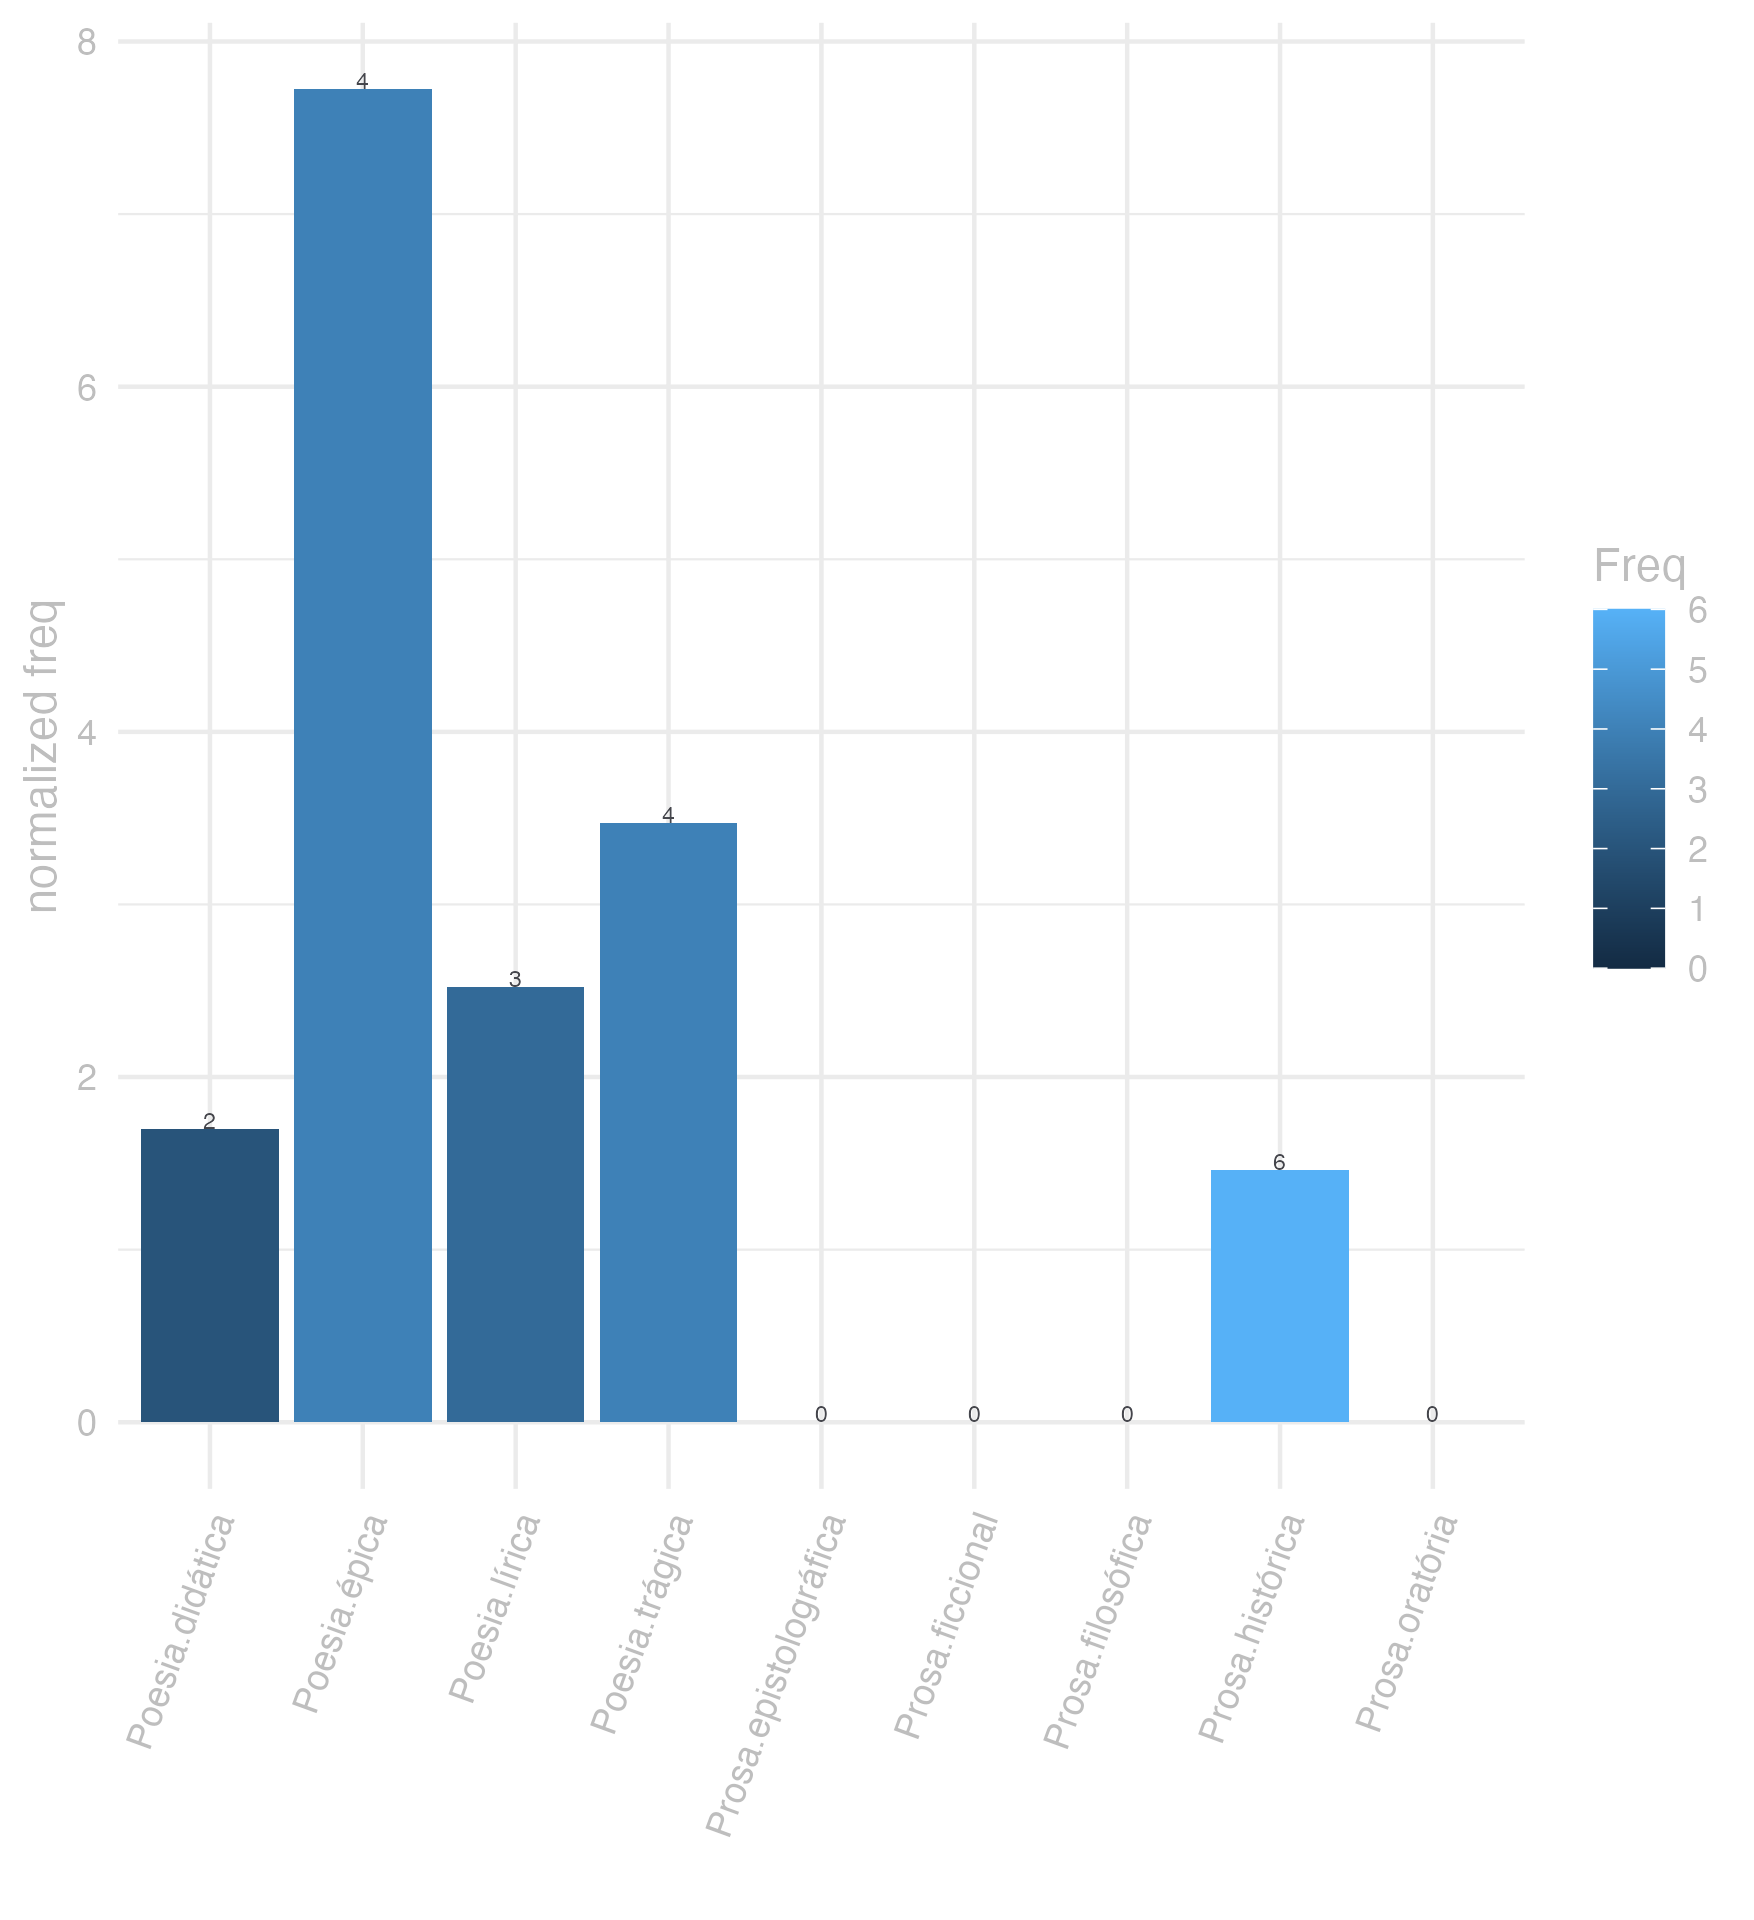 8
6
4
2
0
normalized freq
4
4
3
2
0
0
0
6
0
Poesia.didática
Poesia.épica
Poesia.lírica
Poesia.trágica
Prosa.epistolográfica
Prosa.ficcional
Prosa.filosófica
Prosa.histórica
Prosa.oratória
Freq
6
5
4
3
2
1
0